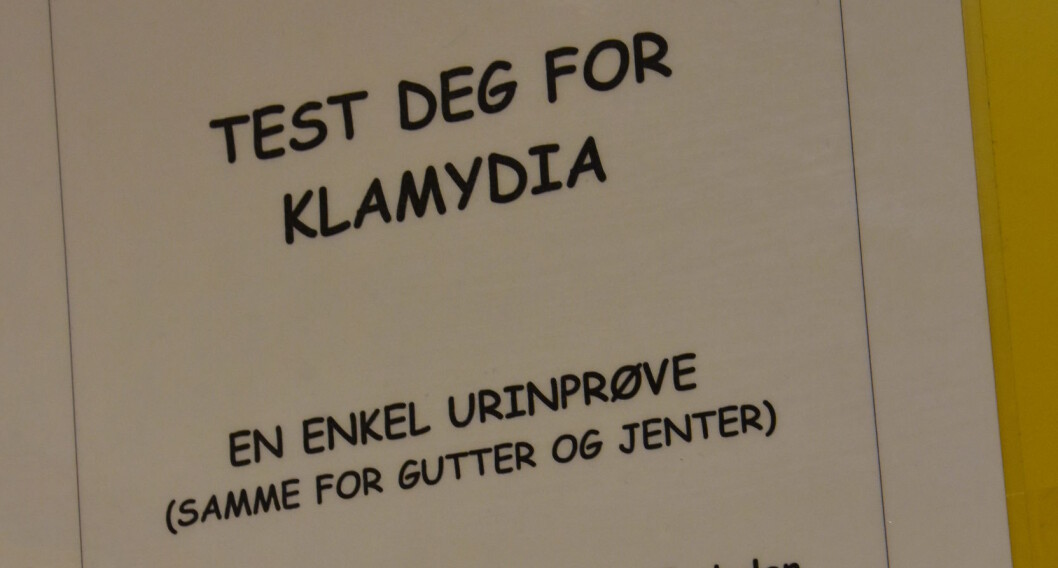 TEST DEG FOR
KLAMYDIA
EN ENKEL URINPRØVE
(SAMME FOR GUTTER OG JENTER)